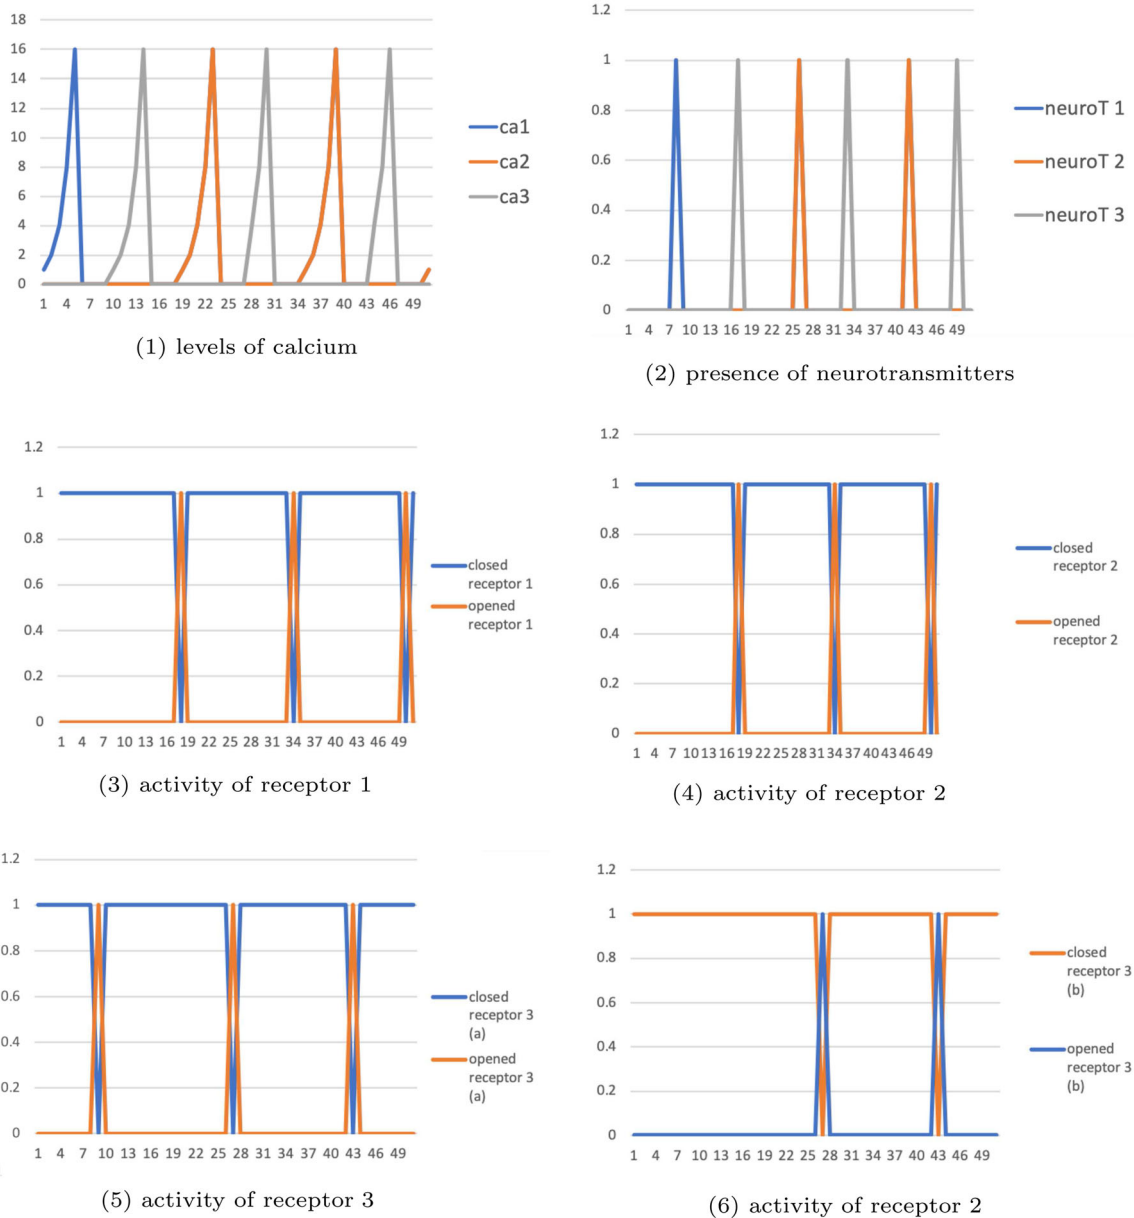 18
16
14
12
10
8
6
4
2
0
1 4 7 10 13 16 19 22 25 28 31 34 37 40 43 46 49
ca1
ca2
ca3
(1) levels of calcium
1.2
1
0.8
0.6
0.4
0.2
0
1 4 7 10 13 16 19 22 25 28 31 34 37 40 43 46 49
neuroT 1
neuroT 2
neuroT 3
(2) presence of neurotransmitters
1.2
1
0.8
0.6
0.4
0.2
0
1 4 7 10 13 16 19 22 25 28 31 34 37 40 43 46 49
closed
receptor 1
opened
receptor 1
(3) activity of receptor 1
1.2
1
0.8
0.6
0.4
0.2
0
1 4 7 10 13 16 19 22 25 28 31 34 37 40 43 46 49
closed
receptor 2
opened
receptor 2
(4) activity of receptor 2
1.2
1
0.8
0.6
0.4
0.2
0
1 4 7 10 13 16 19 22 25 28 31 34 37 40 43 46 49
closed
receptor 3
(a)
opened
receptor 3
(a)
(5) activity of receptor 3
1.2
1
0.8
0.6
0.4
0.2
0
1 4 7 10 13 16 19 22 25 28 31 34 37 40 43 46 49
closed
receptor 3
(b)
opened
receptor 3
(b)
(6) activity of receptor 2